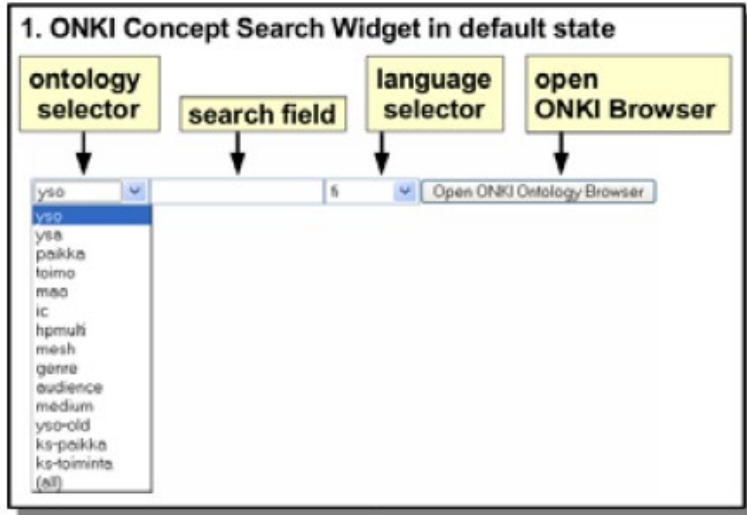 1. ONKI Concept Search Widget in default state
ontology
selector
search field
language
selector
open
ONKI Browser
yso
fi
Open ONKI Ontology Browser
yso
ysa
paikka
toimo
mao
ic
hpmulti
mesh
genre
audience
medium
yso-old
ks-paikka
ks-toiminta
(all)